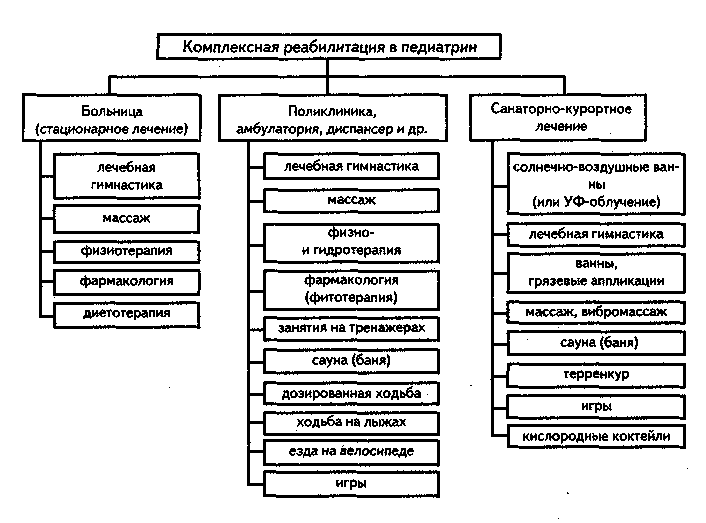 Комплексная реабилитация в педиатрии
Больница
(стационарное лечение)
лечебная
гимнастика
массаж
физиотерапия
фармакология
диетотерапия
Поликлиника,
амбулатория, диспансер и др.
лечебная гимнастика
массаж
физио-
и гидротерапия
фармакология
(фитотерапия)
занятия на тренажерах
сауна (баня)
дозированная ходьба
ходьба на лыжах
езда на велосипеде
игры
Санаторно-курортное
лечение
солнечно-воздушные ван-
ны
(или УФ-облучение)
лечебная гимнастика
ванны,
грязевые аппликации
массаж, вибромассаж
сауна (баня)
терренкур
игры
кислородные коктейли